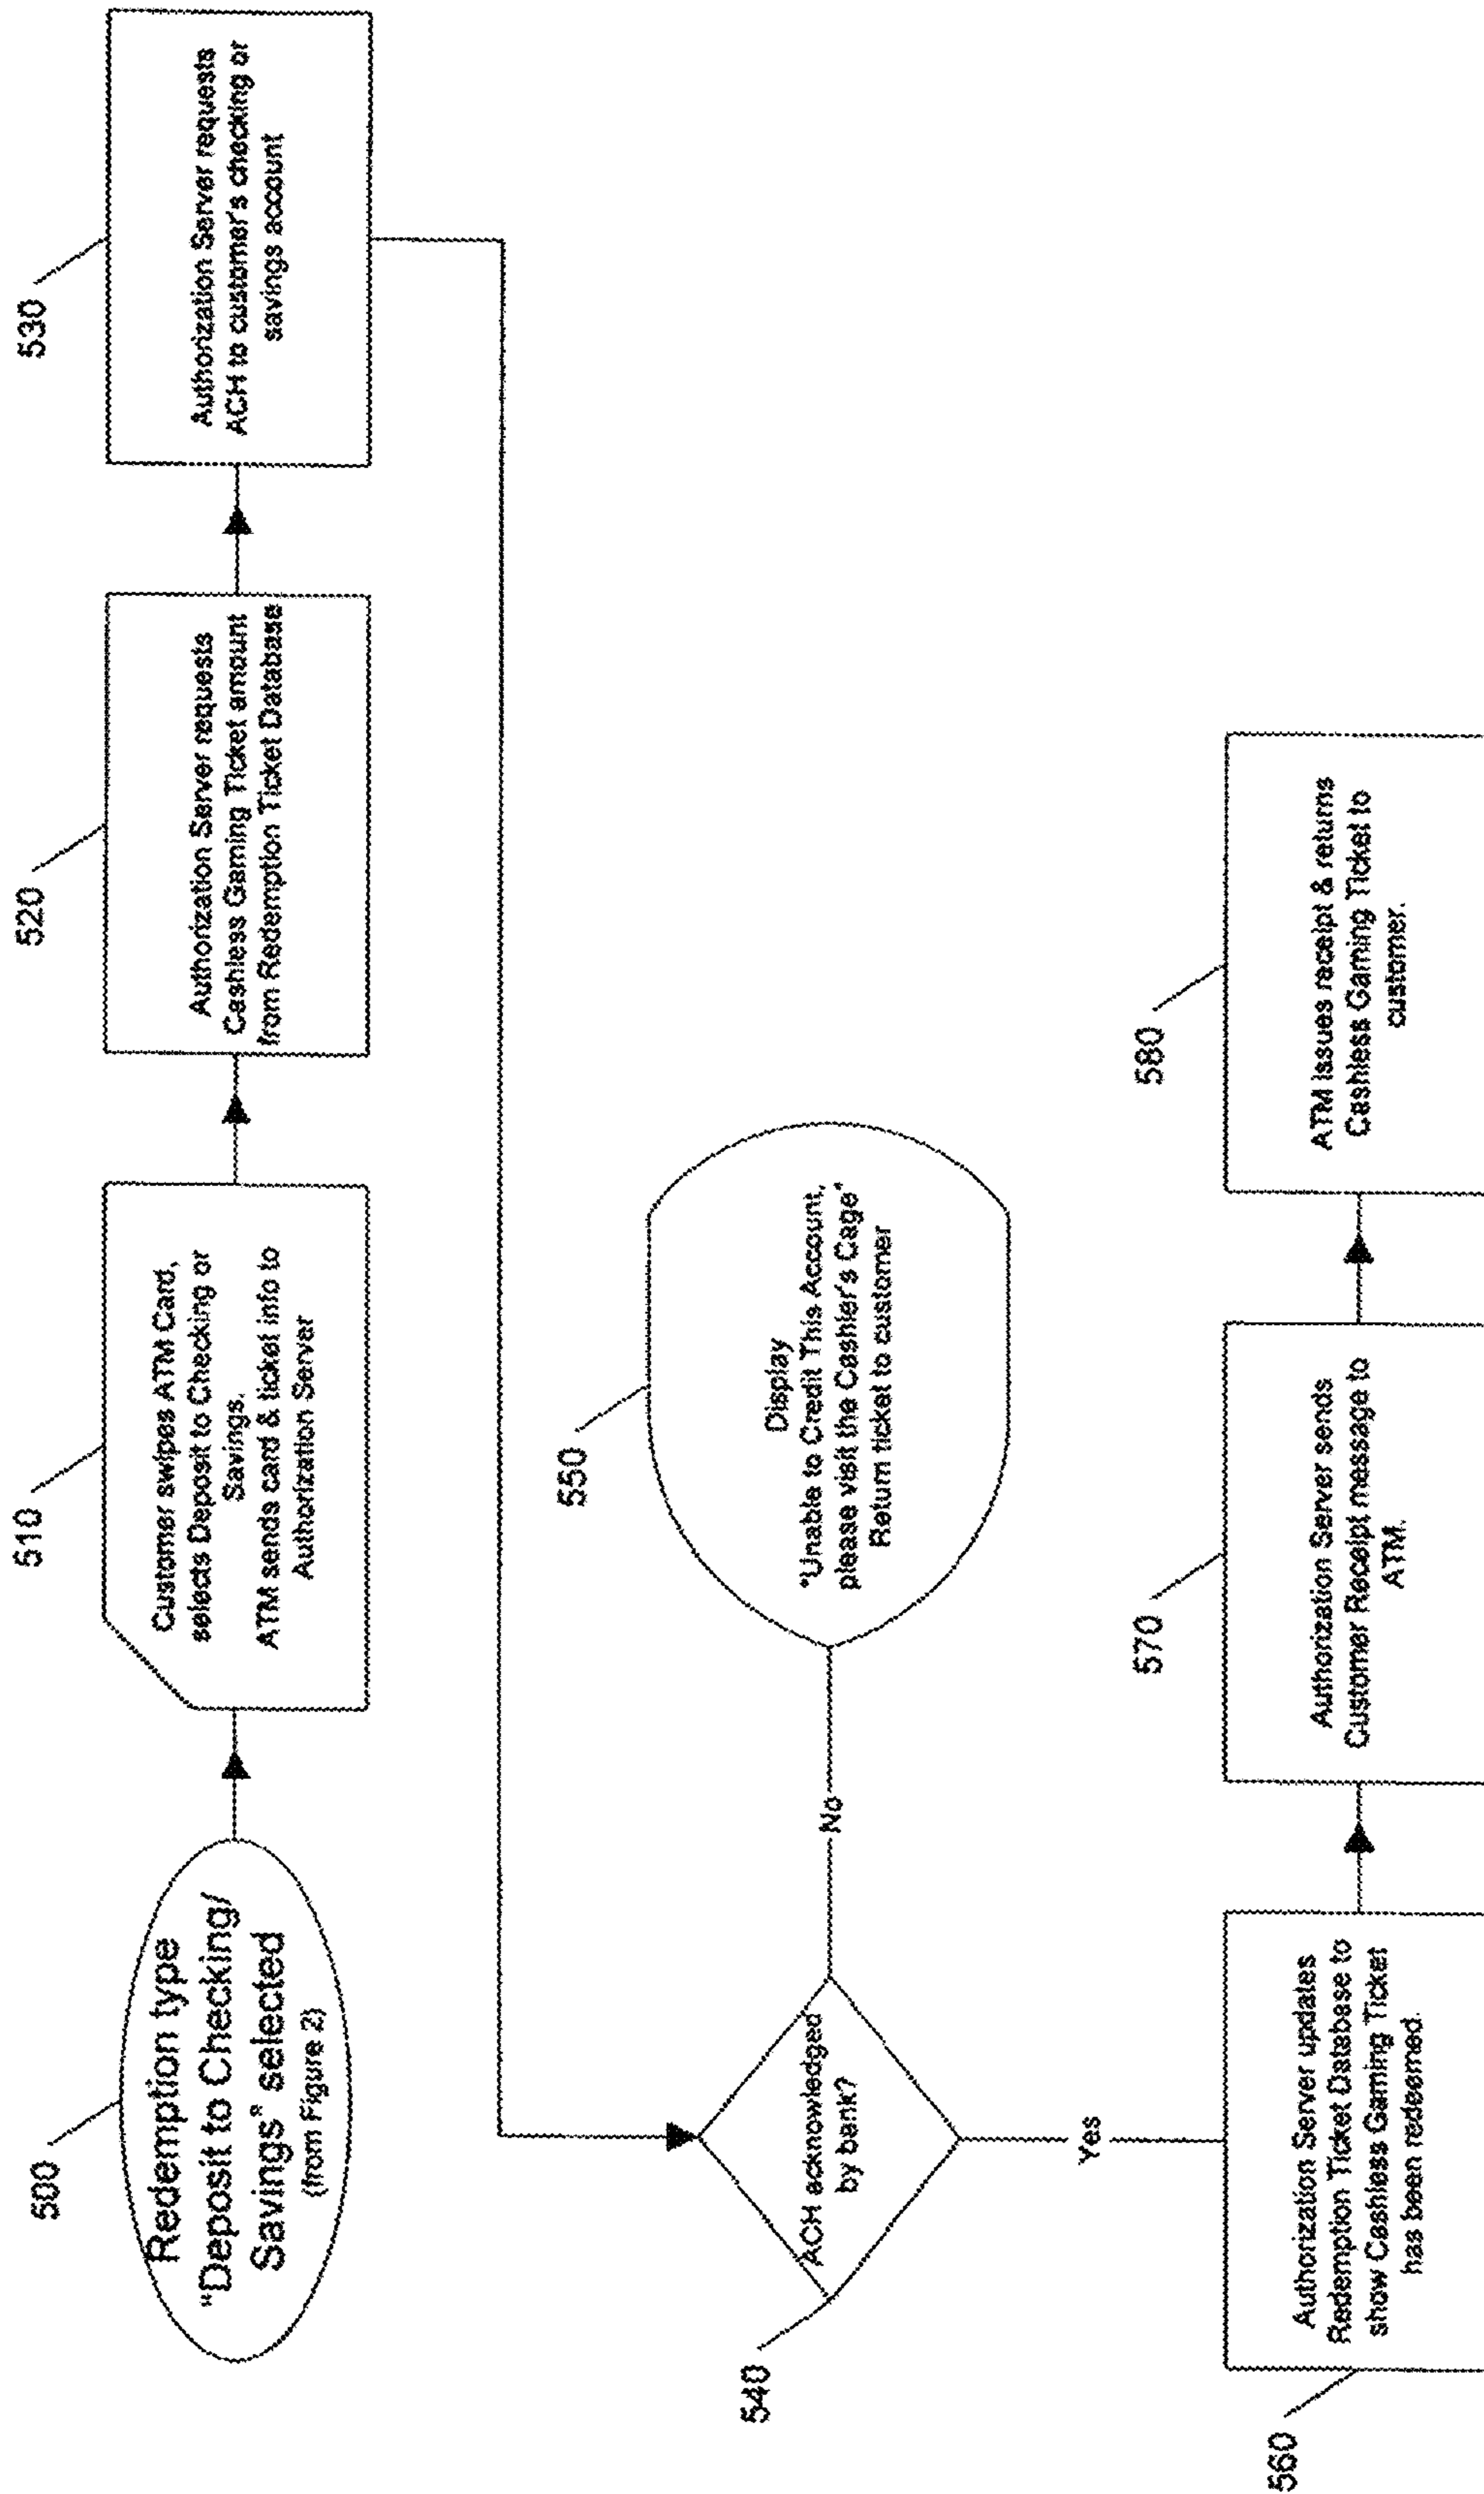 500
Redemption type
"Deposit to Checking/
Savings" selected
(from Figure 2)
510
Customer swipes ATM Card,
selects Deposit to Checking or
Savings.
ATM sends card & ticket info to
Authorization Server
520
Authorization Server requests
Cashless Gaming Ticket amount
from Redemption Ticket Database
530
Authorization Server requests
ACH to customer's checking or
savings account
540
ACH acknowledged
by bank?
No
550
Display
"Unable to Credit This Account,
please visit the Cashier's Cage"
Return ticket to customer
Yes
560
Authorization Server updates
Redemption Ticket Database to
show Cashless Gaming Ticket
has been redeemed.
570
Authorization Server sends
Customer Receipt message to
ATM.
580
ATM issues receipt & returns
Cashless Gaming Ticket to
customer.